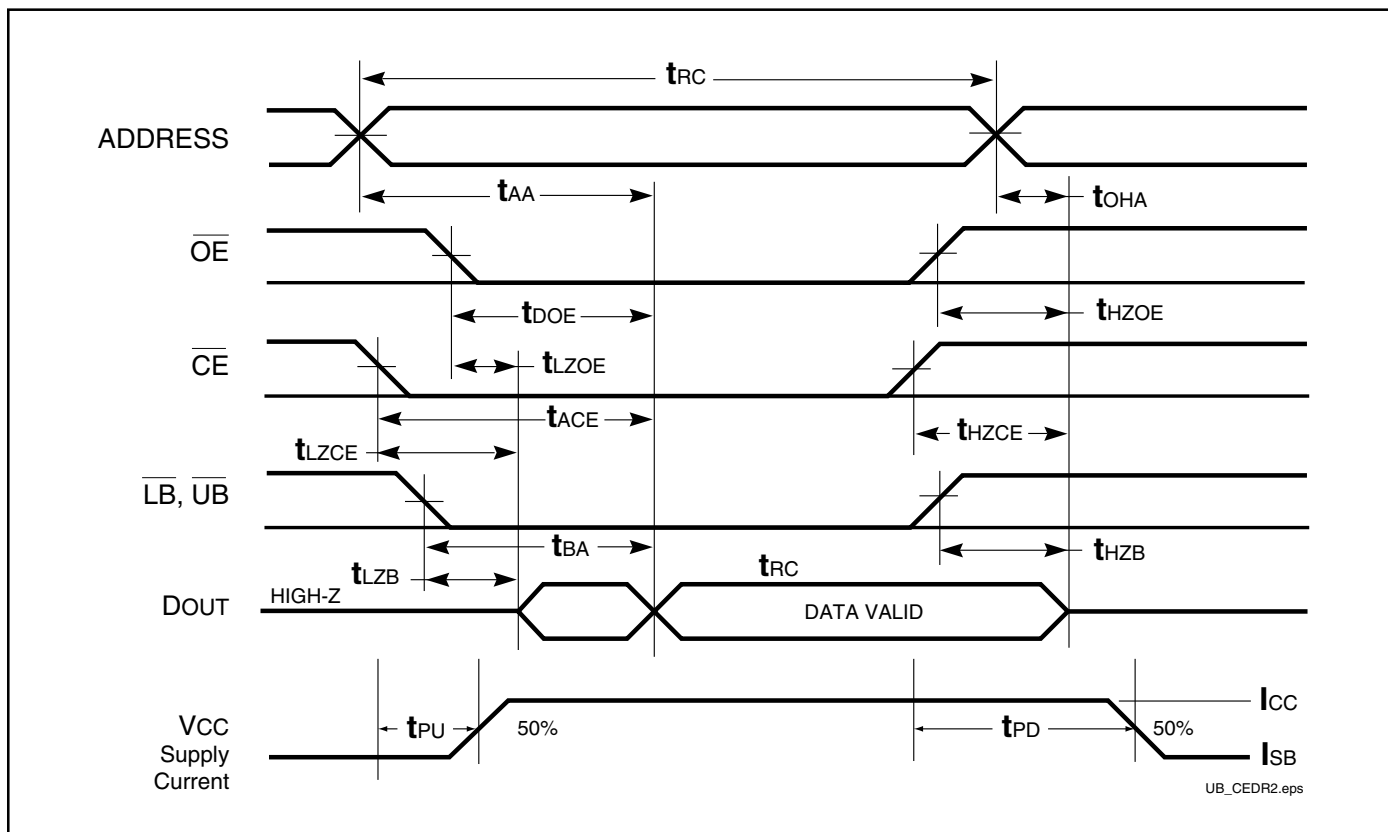 tRC
ADDRESS
tAA
tOHA
OE
tDOE
tHZOE
tLZOE
CE
tACE
tHZCE
tLZCE
LB, UB
tBA
tHZB
tLZB
tRC
DOUT
HIGH-Z
DATA VALID
ICC
VCC
Supply
Current
tPU
50%
tPD
50%
ISB
UB_CEDR2.eps